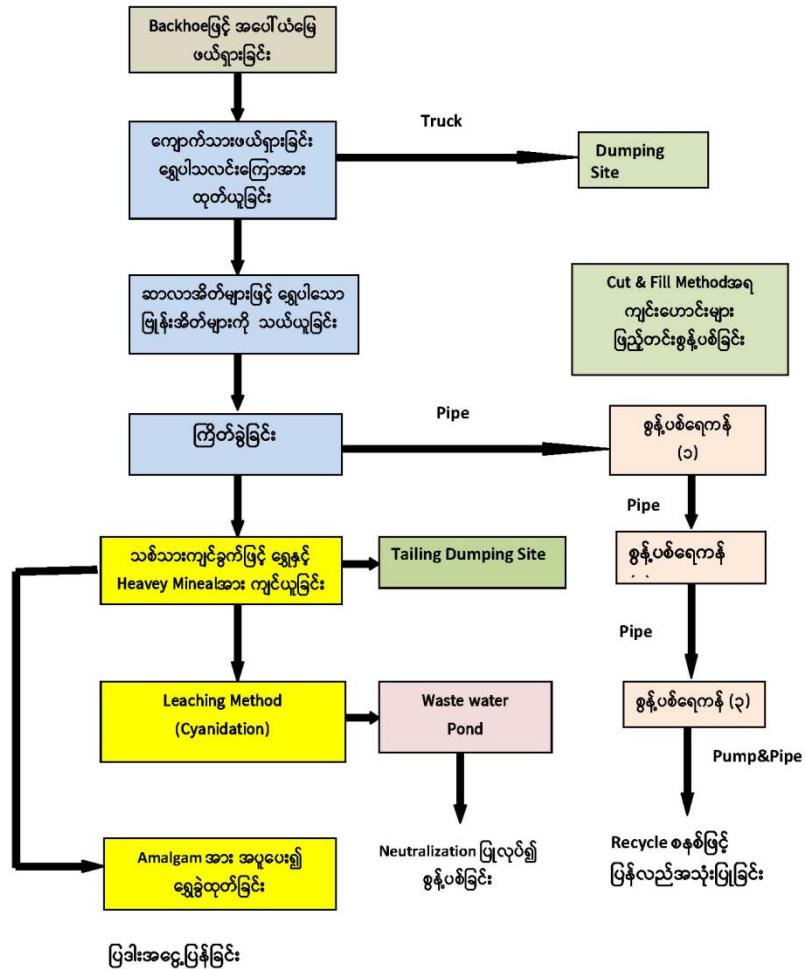 Backhoeဖြင့် အပေါ်ယံမြေ
ဖယ်ရှားခြင်း
ကျောက်သားဖယ်ရှားခြင်း
ရွှေပါသလင်းကြောအား
ထုတ်ယူခြင်း
Truck
Dumping
Site
ဆာလာအိတ်များဖြင့် ရွှေပါသော
ဗြုန်းအိတ်များကို သယ်ယူခြင်း
Cut & Fill Methodအရ
ကျင်းဟောင်းများ
ဖြည့်တင်းစွန့်ပစ်ခြင်း
ကြိတ်ခွဲခြင်း
Pipe
စွန့်ပစ်ရေကန်
(၁)
Pipe
သစ်သားကျင်ခွက်ဖြင့် ရွှေနှင့်
Heavey Minealအား ကျင်ယူခြင်း
Tailing Dumping Site
စွန့်ပစ်ရေကန်
Pipe
Leaching Method
(Cyanidation)
Waste water
Pond
စွန့်ပစ်ရေကန် (၃)
Pump&Pipe
Amalgam အား အပူပေး၍
ရွှေခွဲထုတ်ခြင်း
Neutralization ပြုလုပ်၍
စွန့်ပစ်ခြင်း
Recycle စနစ်ဖြင့်
ပြန်လည်အသုံးပြုခြင်း
ပြဒါးအငွေ့ပြန်ခြင်း